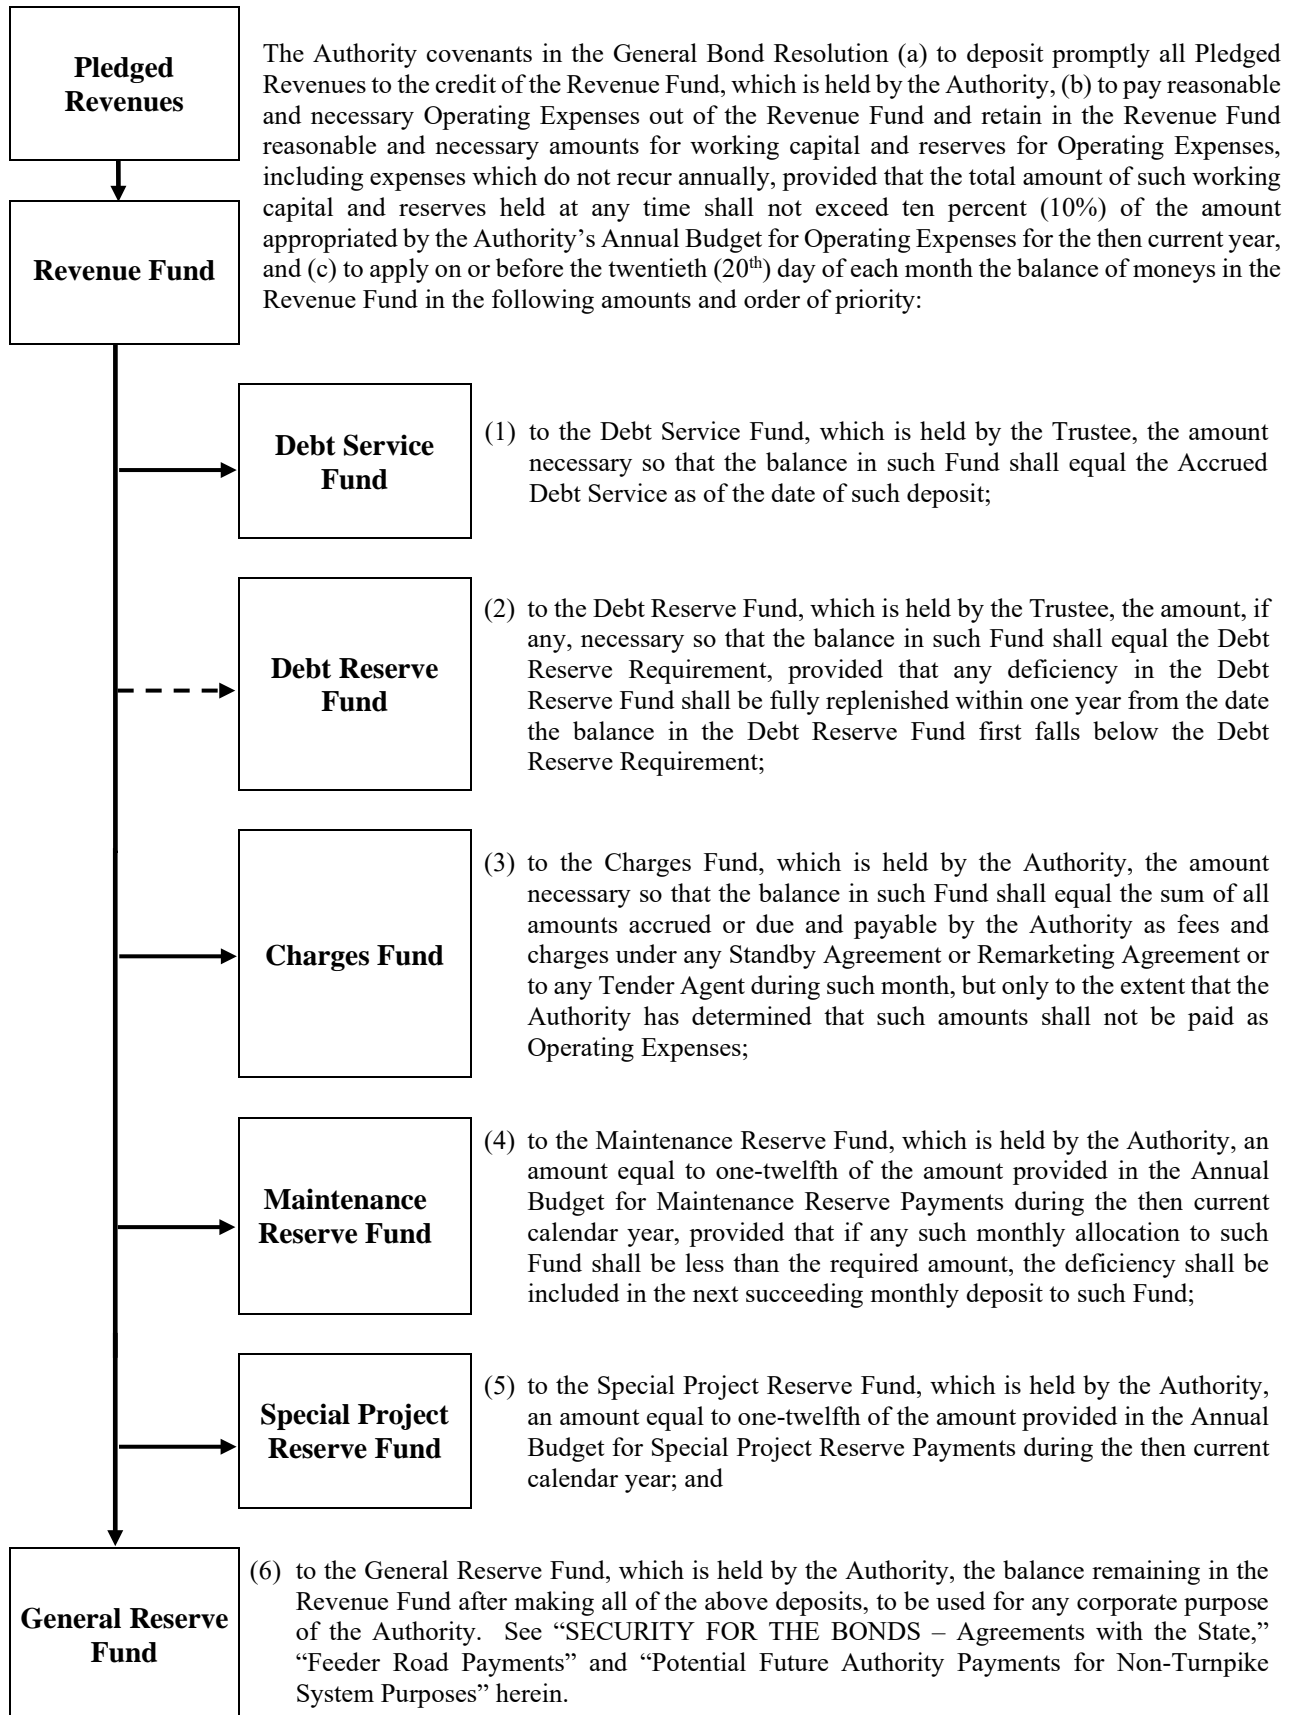 Pledged
Revenues
The Authority covenants in the General Bond Resolution (a) to deposit promptly all Pledged
Revenues to the credit of the Revenue Fund, which is held by the Authority, (b) to pay reasonable
and necessary Operating Expenses out of the Revenue Fund and retain in the Revenue Fund
reasonable and necessary amounts for working capital and reserves for Operating Expenses,
including expenses which do not recur annually, provided that the total amount of such working
capital and reserves held at any time shall not exceed ten percent (10%) of the amount
appropriated by the Authority’s Annual Budget for Operating Expenses for the then current year,
and (c) to apply on or before the twentieth (20th) day of each month the balance of moneys in the
Revenue Fund in the following amounts and order of priority:
Revenue Fund
Debt Service
Fund
(1) to the Debt Service Fund, which is held by the Trustee, the amount
necessary so that the balance in such Fund shall equal the Accrued
Debt Service as of the date of such deposit;
Debt Reserve
Fund
(2) to the Debt Reserve Fund, which is held by the Trustee, the amount, if
any, necessary so that the balance in such Fund shall equal the Debt
Reserve Requirement, provided that any deficiency in the Debt
Reserve Fund shall be fully replenished within one year from the date
the balance in the Debt Reserve Fund first falls below the Debt
Reserve Requirement;
Charges Fund
(3) to the Charges Fund, which is held by the Authority, the amount
necessary so that the balance in such Fund shall equal the sum of all
amounts accrued or due and payable by the Authority as fees and
charges under any Standby Agreement or Remarketing Agreement or
to any Tender Agent during such month, but only to the extent that the
Authority has determined that such amounts shall not be paid as
Operating Expenses;
Maintenance
Reserve Fund
(4) to the Maintenance Reserve Fund, which is held by the Authority, an
amount equal to one-twelfth of the amount provided in the Annual
Budget for Maintenance Reserve Payments during the then current
calendar year, provided that if any such monthly allocation to such
Fund shall be less than the required amount, the deficiency shall be
included in the next succeeding monthly deposit to such Fund;
Special Project
Reserve Fund
(5) to the Special Project Reserve Fund, which is held by the Authority,
an amount equal to one-twelfth of the amount provided in the Annual
Budget for Special Project Reserve Payments during the then current
calendar year; and
General Reserve
Fund
(6) to the General Reserve Fund, which is held by the Authority, the balance remaining in the
Revenue Fund after making all of the above deposits, to be used for any corporate purpose
of the Authority. See “SECURITY FOR THE BONDS – Agreements with the State,”
“Feeder Road Payments” and “Potential Future Authority Payments for Non-Turnpike
System Purposes” herein.